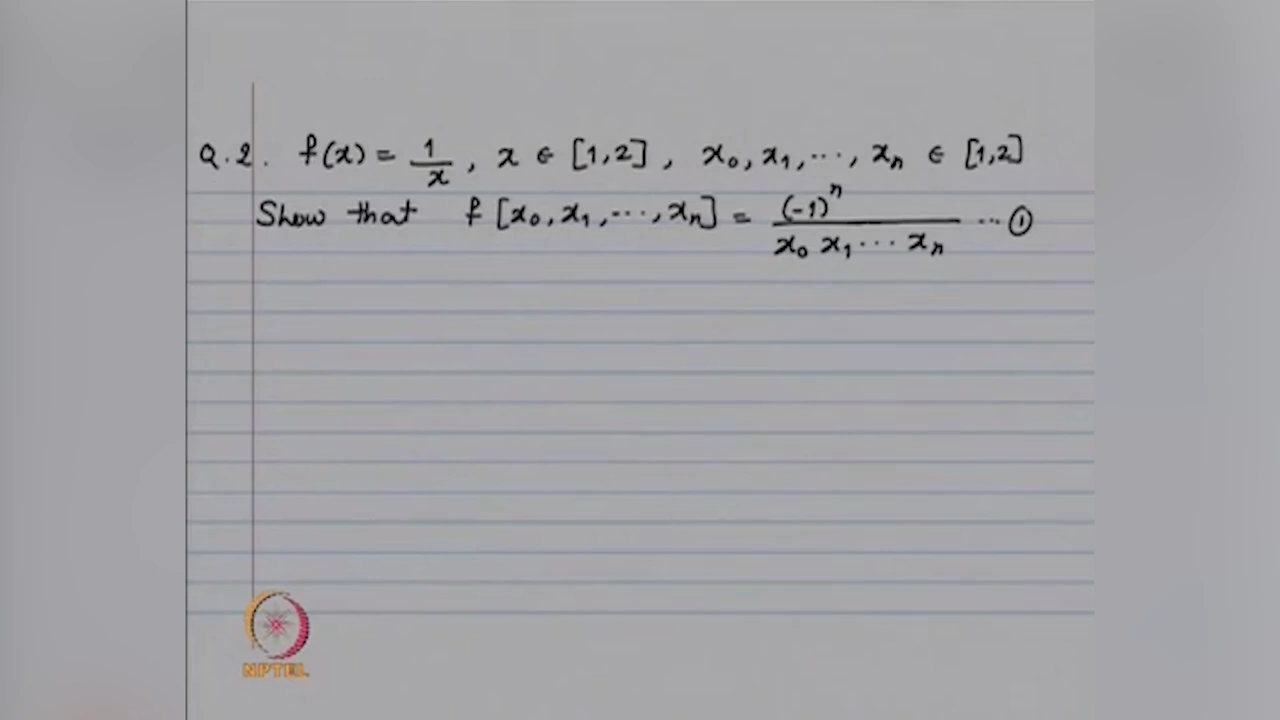 Q.2. f(x) = 1/x , x ∈ [1,2] , x₀, x₁, ⋯, xₙ ∈ [1,2]
Show that f [x₀, x₁, ⋯, xₙ] = (-1)ⁿ / x₀ x₁ ⋯ xₙ ⋯ ①
NPTEL